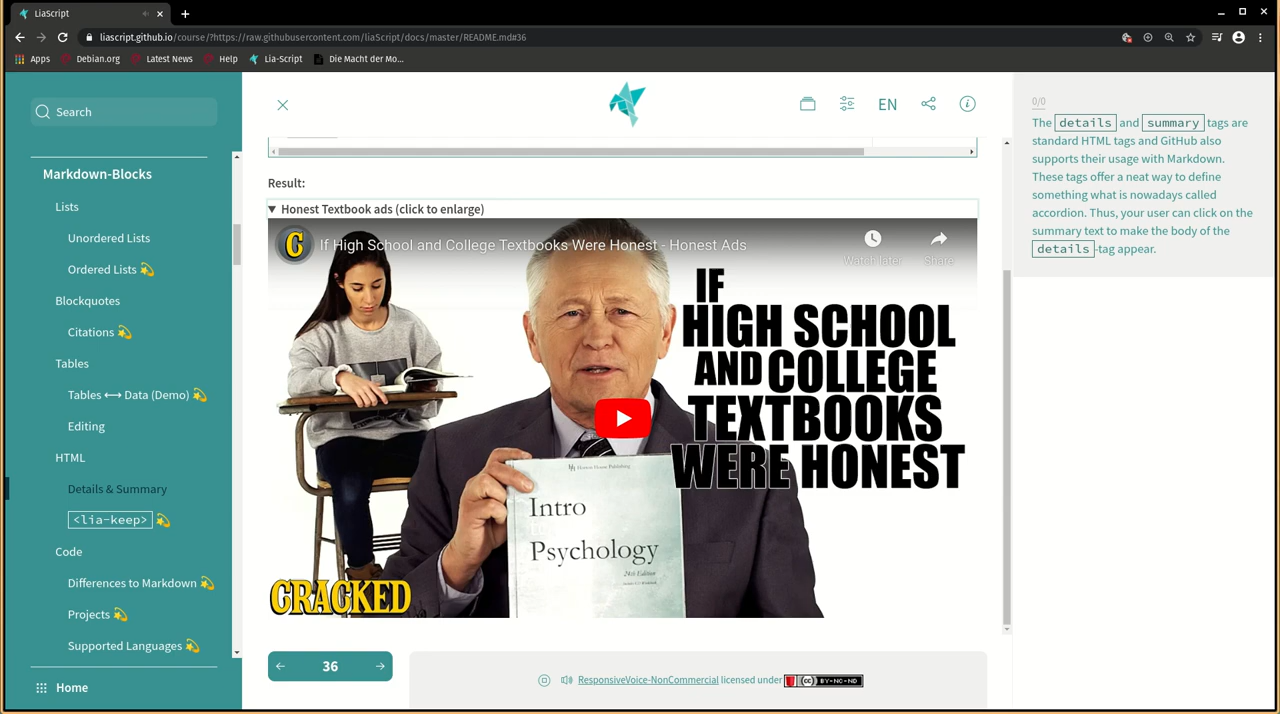 LiaScript
liascript.github.io/course/?https://raw.githubusercontent.com/liaScript/docs/master/README.md#36
Apps Debian.org Latest News Help Lia-Script Die Macht der Mo...
Search
Markdown-Blocks
Lists
Unordered Lists
Ordered Lists
Blockquotes
Citations
Tables
Tables ⟷ Data (Demo)
Editing
HTML
Details & Summary
<lia-keep>
Code
Differences to Markdown
Projects
Supported Languages
Home
EN
Result:
Honest Textbook ads (click to enlarge)
C
If High School and College Textbooks Were Honest - Honest Ads
Watch later
Share
IF
HIGH SCHOOL
AND COLLEGE
TEXTBOOKS
WERE HONEST
Intro
Psychology
24th Edition
CRACKED
36
ResponsiveVoice-NonCommercial licensed under
cc BY-NC-ND
0/0
The details and summary tags are
standard HTML tags and GitHub also
supports their usage with Markdown.
These tags offer a neat way to define
something what is nowadays called
accordion. Thus, your user can click on the
summary text to make the body of the
details-tag appear.